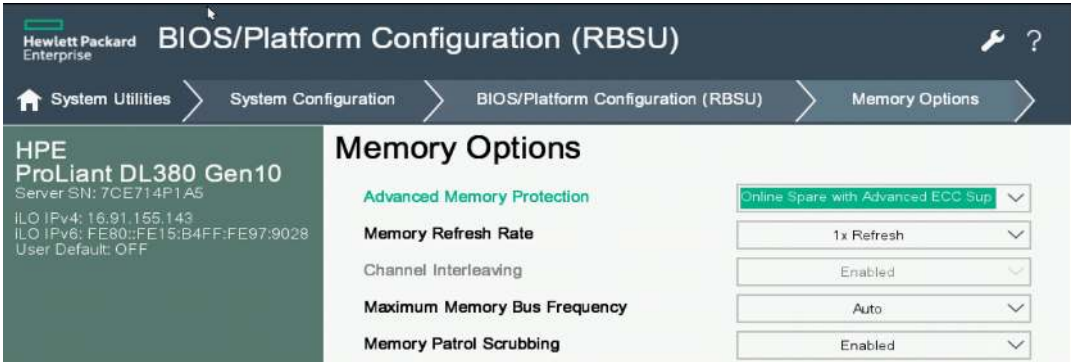 Hewlett Packard
Enterprise
BIOS/Platform Configuration (RBSU)
?
System Utilities
System Configuration
BIOS/Platform Configuration (RBSU)
Memory Options
HPE
ProLiant DL380 Gen10
Server SN: 7CE714P1A5
iLO IPv4: 16.91.155.143
iLO IPv6: FE80::FE15:B4FF:FE97:9028
User Default: OFF
Memory Options
Advanced Memory Protection
Online Spare with Advanced ECC Sup
Memory Refresh Rate
1x Refresh
Channel Interleaving
Enabled
Maximum Memory Bus Frequency
Auto
Memory Patrol Scrubbing
Enabled